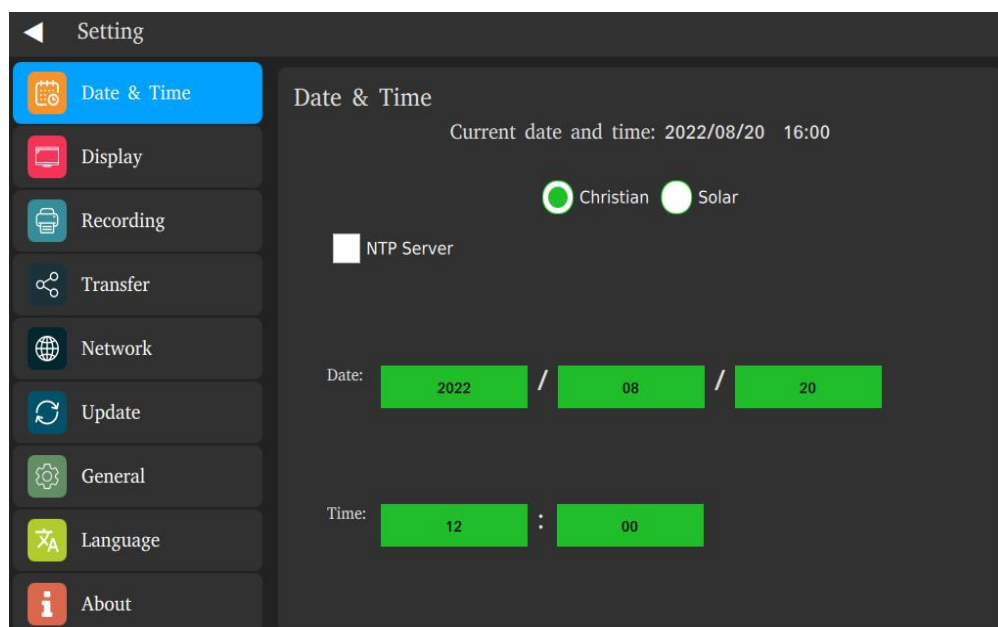 Setting
Date & Time
Display
Recording
Transfer
Network
Update
General
Language
About
Date & Time
Current date and time: 2022/08/20 16:00
Christian Solar
NTP Server
Date: 2022 / 08 / 20
Time: 12 : 00